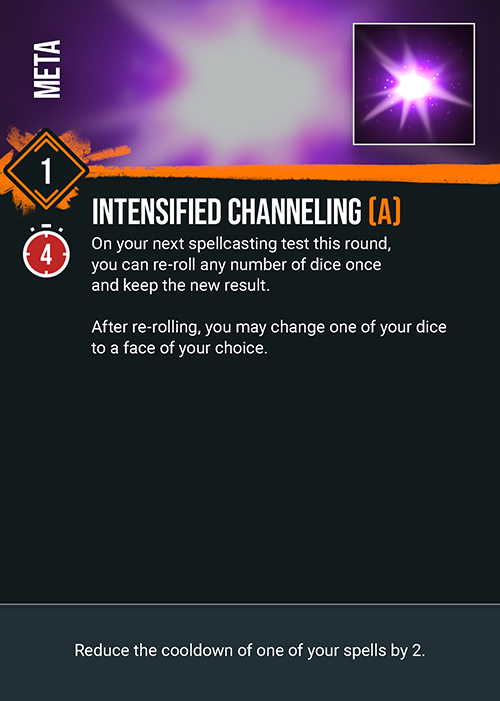 META
1
INTENSIFIED CHANNELING (A)
4
On your next spellcasting test this round,
you can re-roll any number of dice once
and keep the new result.
After re-rolling, you may change one of your dice
to a face of your choice.
Reduce the cooldown of one of your spells by 2.